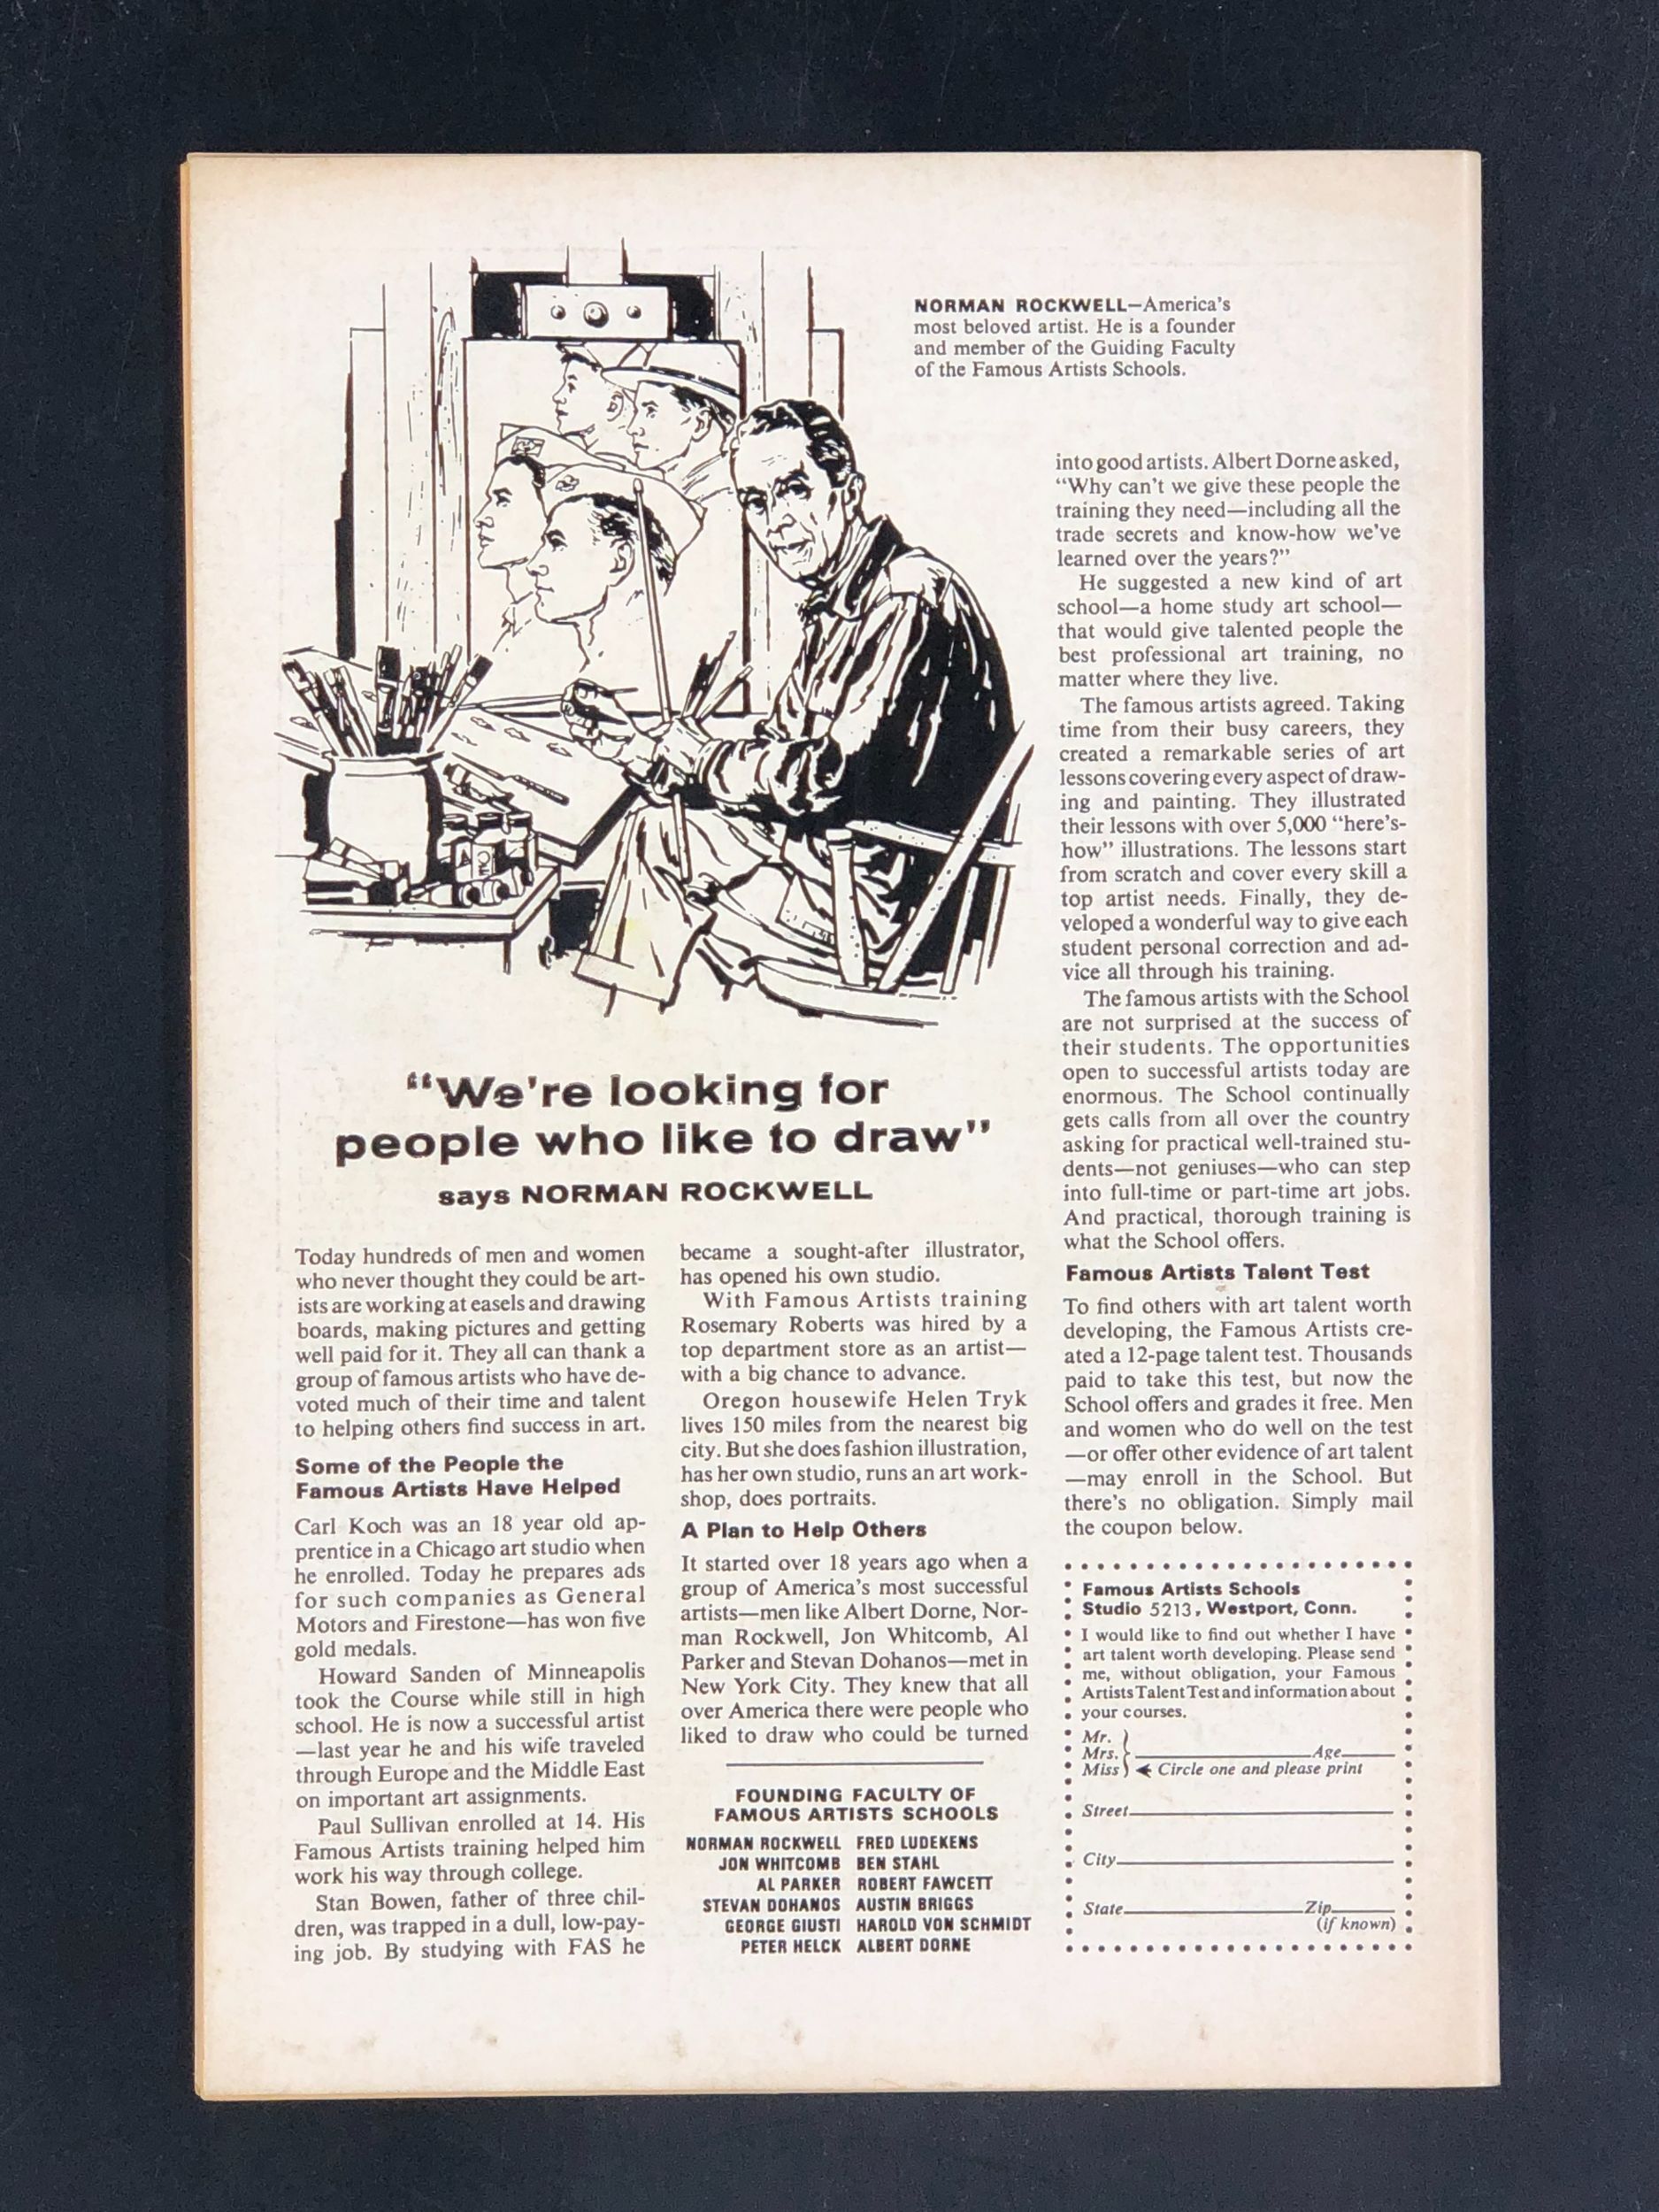 NORMAN ROCKWELL—America's
most beloved artist. He is a founder
and member of the Guiding Faculty
of the Famous Artists Schools.
"We're looking for
people who like to draw"
says NORMAN ROCKWELL
Today hundreds of men and women
who never thought they could be art-
ists are working at easels and drawing
boards, making pictures and getting
well paid for it. They all can thank a
group of famous artists who have de-
voted much of their time and talent
to helping others find success in art.
Some of the People the
Famous Artists Have Helped
Carl Koch was an 18 year old ap-
prentice in a Chicago art studio when
he enrolled. Today he prepares ads
for such companies as General
Motors and Firestone—has won five
gold medals.
Howard Sanden of Minneapolis
took the Course while still in high
school. He is now a successful artist
—last year he and his wife traveled
through Europe and the Middle East
on important art assignments.
Paul Sullivan enrolled at 14. His
Famous Artists training helped him
work his way through college.
Stan Bowen, father of three chil-
dren, was trapped in a dull, low-pay-
ing job. By studying with FAS he
became a sought-after illustrator,
has opened his own studio.
With Famous Artists training
Rosemary Roberts was hired by a
top department store as an artist—
with a big chance to advance.
Oregon housewife Helen Tryk
lives 150 miles from the nearest big
city. But she does fashion illustration,
has her own studio, runs an art work-
shop, does portraits.
A Plan to Help Others
It started over 18 years ago when a
group of America's most successful
artists—men like Albert Dorne, Nor-
man Rockwell, Jon Whitcomb, Al
Parker and Stevan Dohanos—met in
New York City. They knew that all
over America there were people who
liked to draw who could be turned
FOUNDING FACULTY OF
FAMOUS ARTISTS SCHOOLS
NORMAN ROCKWELL FRED LUDEKENS
JON WHITCOMB BEN STAHL
AL PARKER ROBERT FAWCETT
STEVAN DOHANOS AUSTIN BRIGGS
GEORGE GIUSTI HAROLD VON SCHMIDT
PETER HELCK ALBERT DORNE
into good artists. Albert Dorne asked,
"Why can't we give these people the
training they need—including all the
trade secrets and know-how we've
learned over the years?"
He suggested a new kind of art
school—a home study art school—
that would give talented people the
best professional art training, no
matter where they live.
The famous artists agreed. Taking
time from their busy careers, they
created a remarkable series of art
lessons covering every aspect of draw-
ing and painting. They illustrated
their lessons with over 5,000 "here's-
how" illustrations. The lessons start
from scratch and cover every skill a
top artist needs. Finally, they de-
veloped a wonderful way to give each
student personal correction and ad-
vice all through his training.
The famous artists with the School
are not surprised at the success of
their students. The opportunities
open to successful artists today are
enormous. The School continually
gets calls from all over the country
asking for practical well-trained stu-
dents—not geniuses—who can step
into full-time or part-time art jobs.
And practical, thorough training is
what the School offers.
Famous Artists Talent Test
To find others with art talent worth
developing, the Famous Artists cre-
ated a 12-page talent test. Thousands
paid to take this test, but now the
School offers and grades it free. Men
and women who do well on the test
—or offer other evidence of art talent
—may enroll in the School. But
there's no obligation. Simply mail
the coupon below.
Famous Artists Schools
Studio 5213, Westport, Conn.
I would like to find out whether I have
art talent worth developing. Please send
me, without obligation, your Famous
Artists Talent Test and information about
your courses.
Mr.
Mrs. Age
Miss Circle one and please print
Street
City
State Zip
(if known)